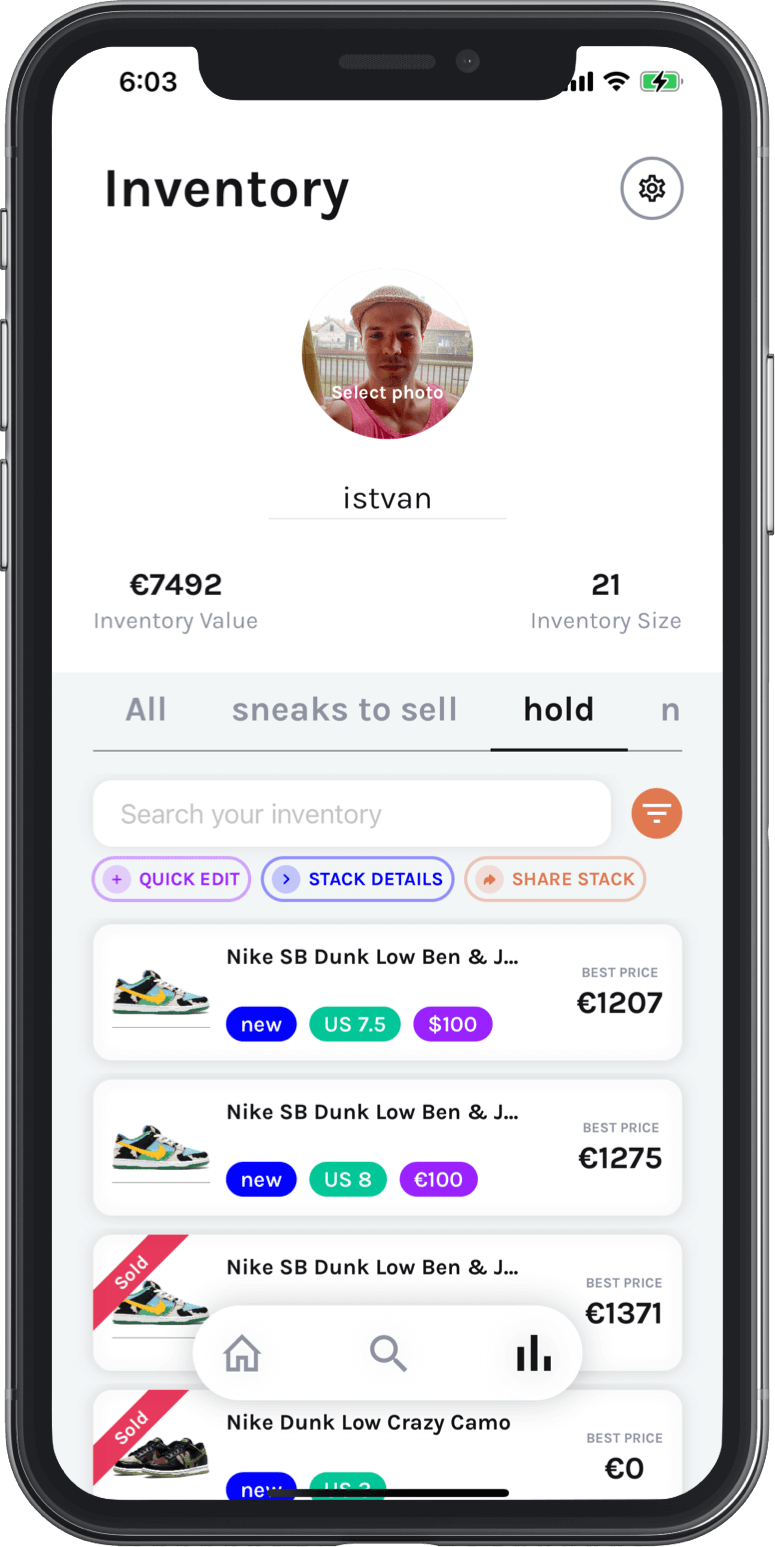 6:03
Inventory
Select photo
istvan
€7492
Inventory Value
21
Inventory Size
All
sneaks to sell
hold
n
Search your inventory
QUICK EDIT
STACK DETAILS
SHARE STACK
Nike SB Dunk Low Ben & J...
new
US 7.5
$100
BEST PRICE
€1207
Nike SB Dunk Low Ben & J...
new
US 8
€100
BEST PRICE
€1275
Sold
Nike SB Dunk Low Ben & J...
BEST PRICE
€1371
Sold
Nike Dunk Low Crazy Camo
new
BEST PRICE
€0